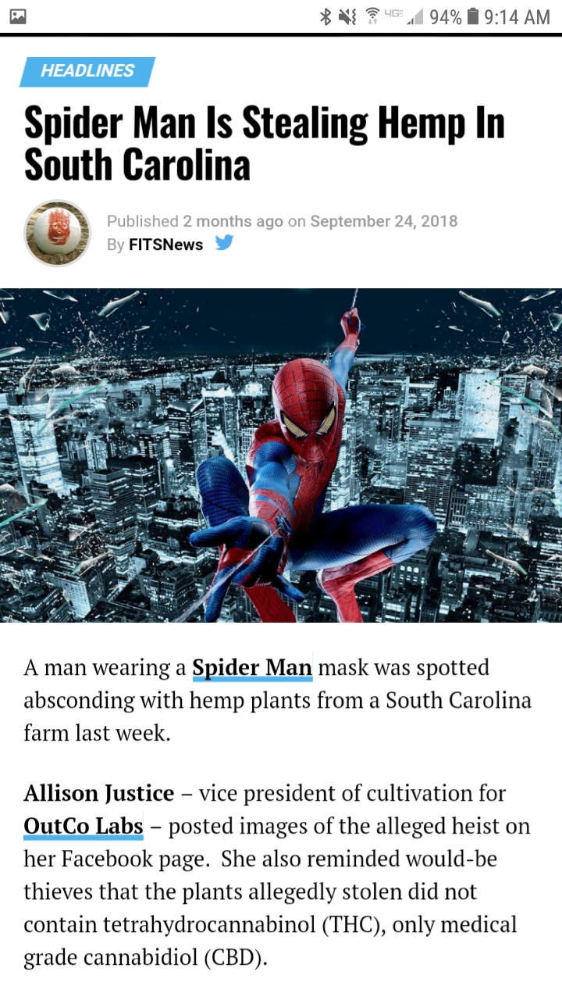 4G 94% 9:14 AM
HEADLINES
Spider Man Is Stealing Hemp In
South Carolina
Published 2 months ago on September 24, 2018
By FITSNews
A man wearing a Spider Man mask was spotted
absconding with hemp plants from a South Carolina
farm last week.
Allison Justice – vice president of cultivation for
OutCo Labs – posted images of the alleged heist on
her Facebook page.  She also reminded would-be
thieves that the plants allegedly stolen did not
contain tetrahydrocannabinol (THC), only medical
grade cannabidiol (CBD).